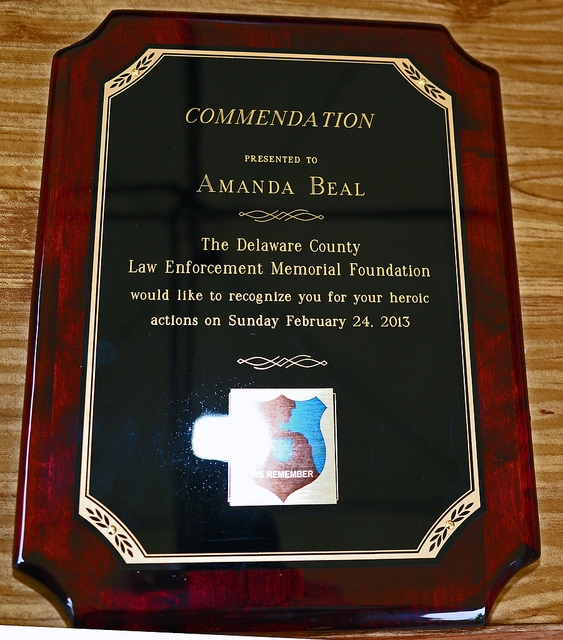 COMMENDATION
PRESENTED TO
AMANDA BEAL
The Delaware County
Law Enforcement Memorial Foundation
would like to recognize you for your heroic
actions on Sunday February 24, 2013
WE REMEMBER